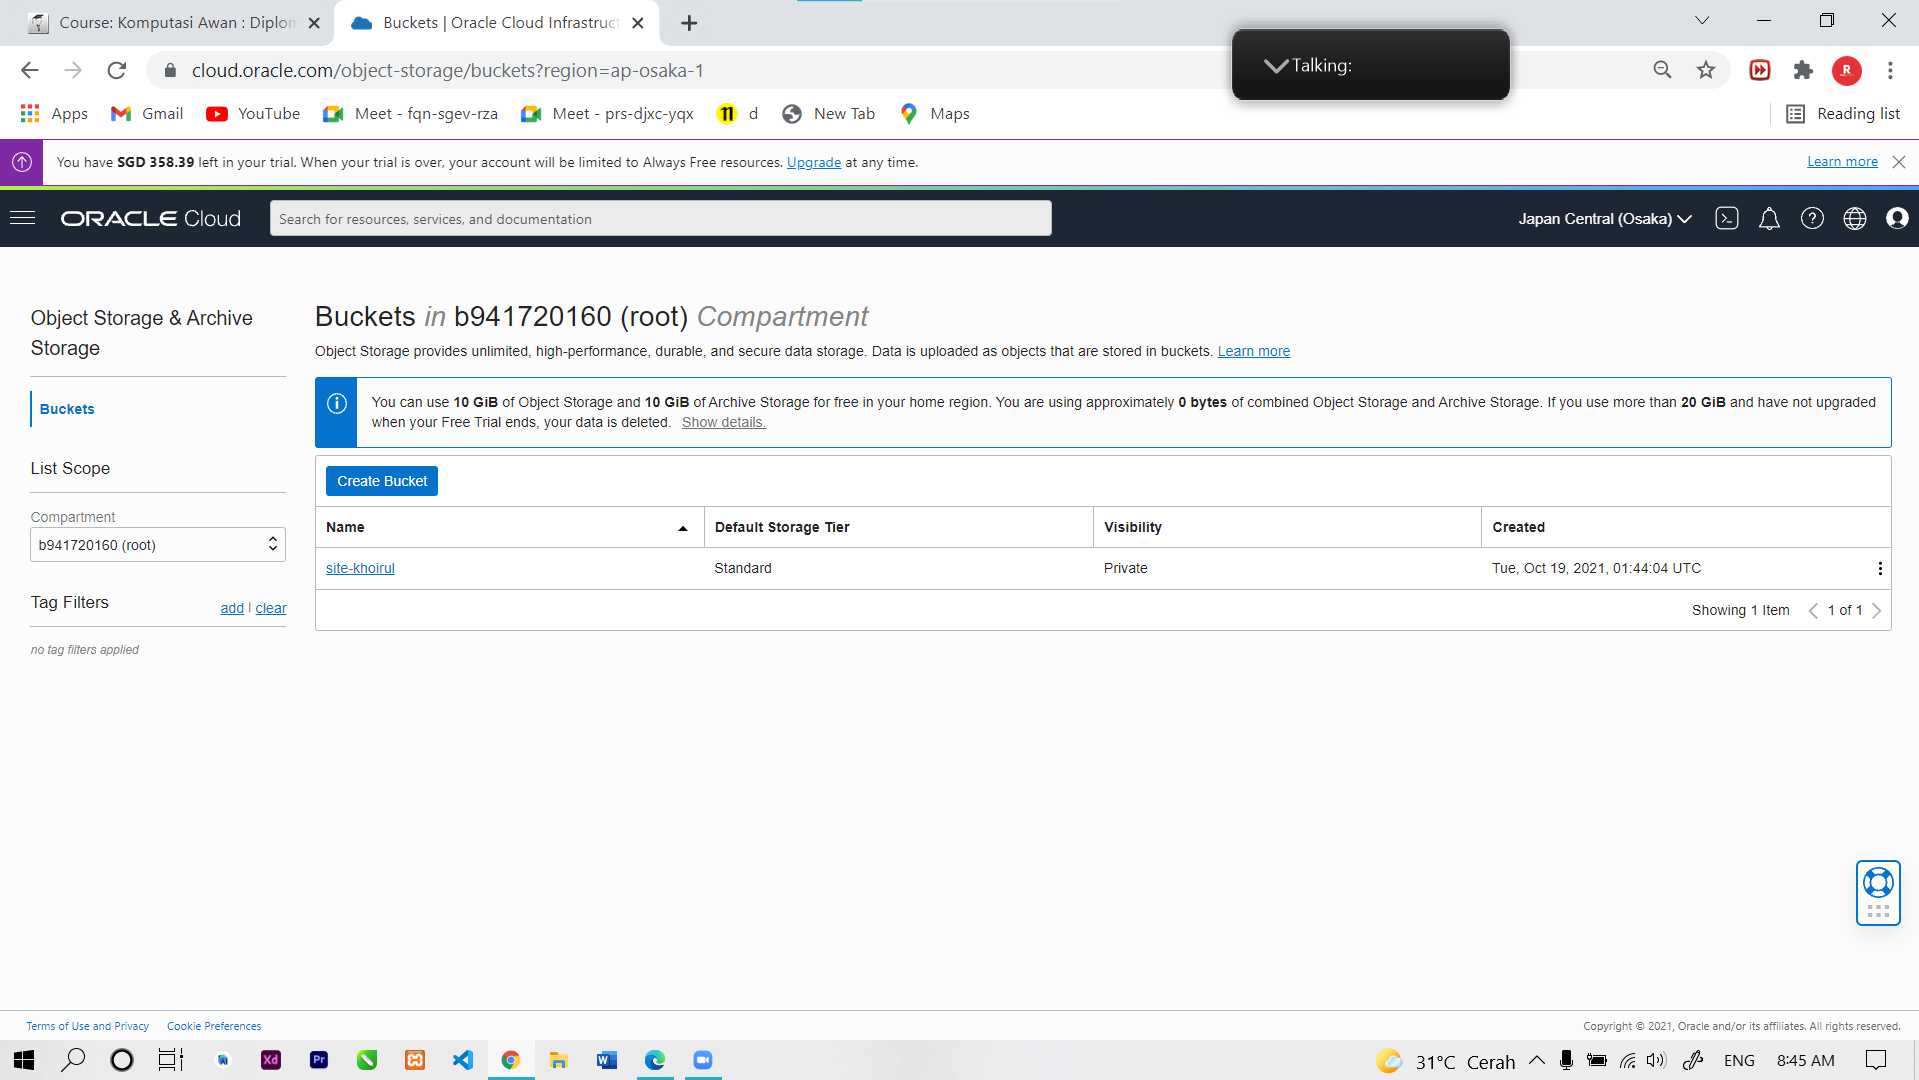 Course: Komputasi Awan : Diplon
Buckets | Oracle Cloud Infrastruct
cloud.oracle.com/object-storage/buckets?region=ap-osaka-1
Talking:
R
Apps
Gmail
YouTube
Meet - fqn-sgev-rza
Meet - prs-djxc-yqx
d
New Tab
Maps
Reading list
You have SGD 358.39 left in your trial. When your trial is over, your account will be limited to Always Free resources. Upgrade at any time.
Learn more
ORACLE Cloud
Search for resources, services, and documentation
Japan Central (Osaka)
Object Storage & Archive
Storage
Buckets
List Scope
Compartment
b941720160 (root)
Tag Filters
add | clear
no tag filters applied
Buckets in b941720160 (root) Compartment
Object Storage provides unlimited, high-performance, durable, and secure data storage. Data is uploaded as objects that are stored in buckets. Learn more
You can use 10 GiB of Object Storage and 10 GiB of Archive Storage for free in your home region. You are using approximately 0 bytes of combined Object Storage and Archive Storage. If you use more than 20 GiB and have not upgraded
when your Free Trial ends, your data is deleted. Show details.
Create Bucket
Name Default Storage Tier Visibility Created
site-khoirul Standard Private Tue, Oct 19, 2021, 01:44:04 UTC
Showing 1 Item 1 of 1
Terms of Use and Privacy Cookie Preferences
Copyright © 2021, Oracle and/or its affiliates. All rights reserved.
Xd
Pr
31°C Cerah
ENG
8:45 AM